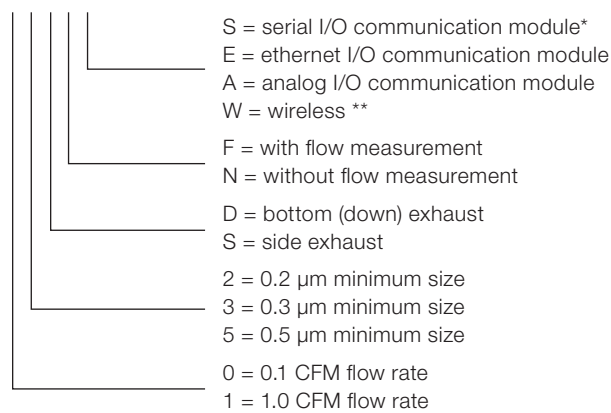 S = serial I/O communication module*
E = ethernet I/O communication module
A = analog I/O communication module
W = wireless **
F = with flow measurement
N = without flow measurement
D = bottom (down) exhaust
S = side exhaust
2 = 0.2 µm minimum size
3 = 0.3 µm minimum size
5 = 0.5 µm minimum size
0 = 0.1 CFM flow rate
1 = 1.0 CFM flow rate